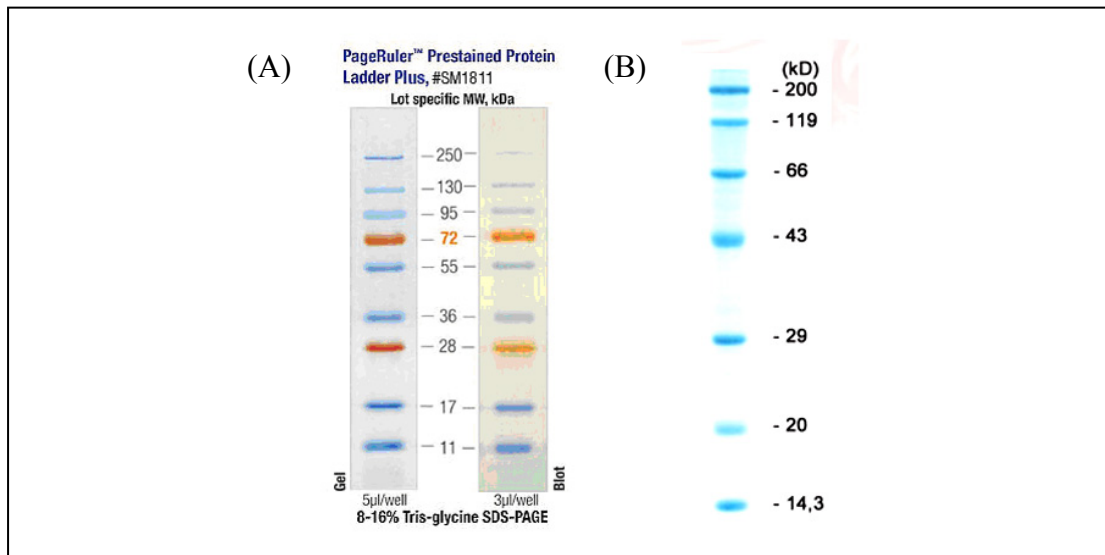 (A)
PageRuler™ Prestained Protein
Ladder Plus, #SM1811
Lot specific MW, kDa
250
130
95
72
55
36
28
17
11
Gel
Blot
5µl/well
3µl/well
8-16% Tris-glycine SDS-PAGE
(B)
(kD)
- 200
- 119
- 66
- 43
- 29
- 20
- 14,3